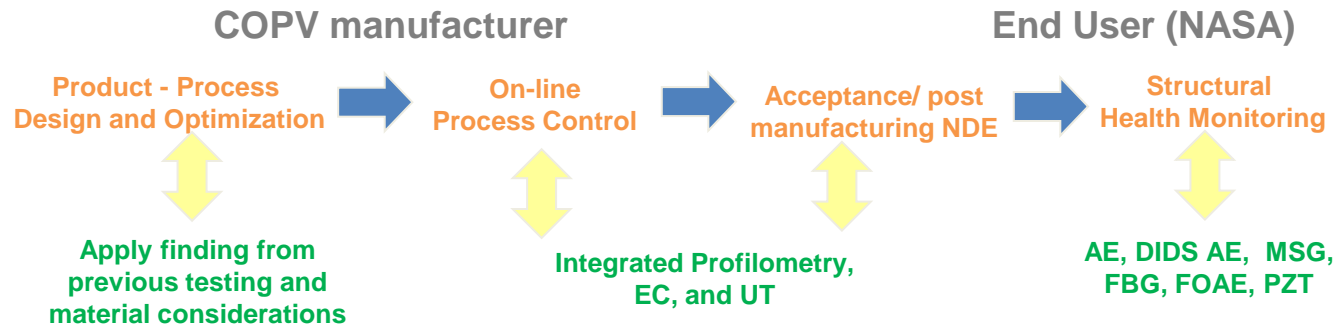 COPV manufacturer
End User (NASA)
Product - Process
Design and Optimization
On-line
Process Control
Acceptance/ post
manufacturing NDE
Structural
Health Monitoring
Apply finding from
previous testing and
material considerations
Integrated Profilometry,
EC, and UT
AE, DIDS AE, MSG,
FBG, FOAE, PZT